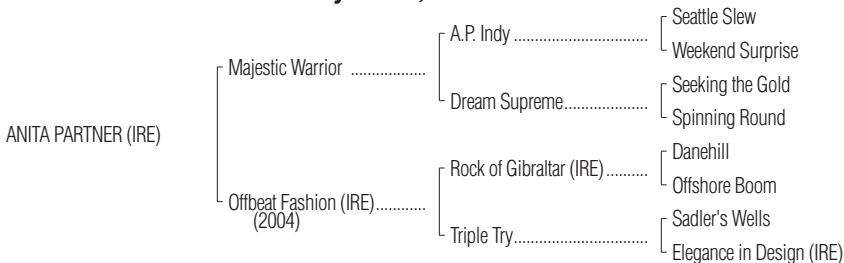 Seattle Slew
A.P. Indy ................................
Weekend Surprise
Majestic Warrior ..................
Seeking the Gold
Dream Supreme....................
Spinning Round
ANITA PARTNER (IRE)
Danehill
Rock of Gibraltar (IRE)..........
Offshore Boom
Offbeat Fashion (IRE)............
(2004)
Sadler's Wells
Triple Try................................
Elegance in Design (IRE)